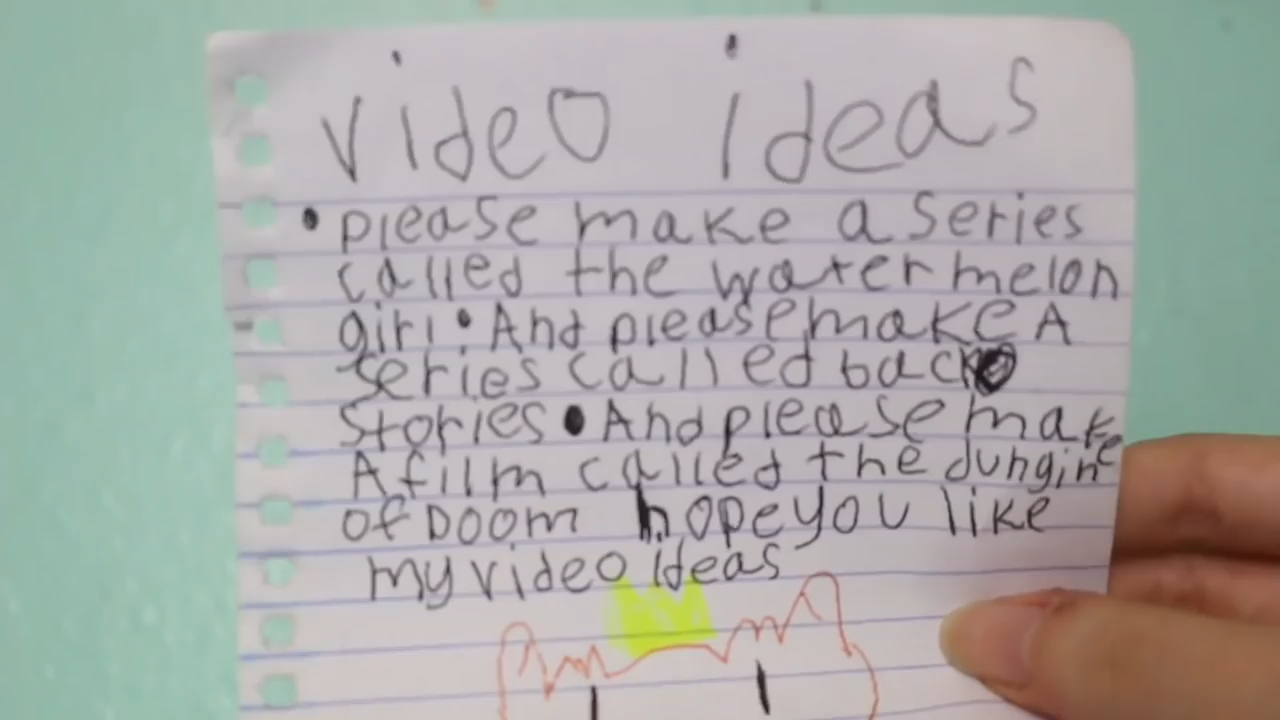 video ideas
• please make a series
called the watermelon
girl • And please make A
series called back
stories • And please make
A film called the dungine
of Doom hope you like
my video ideas